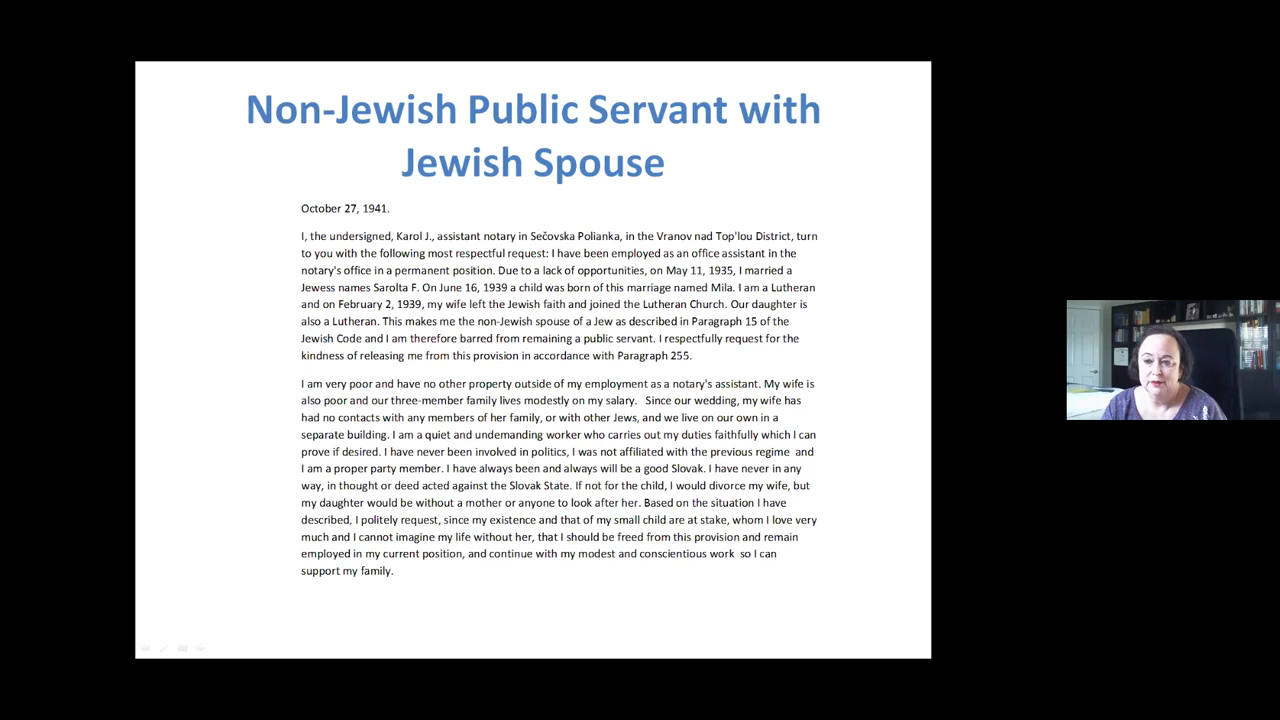 Non-Jewish Public Servant with
Jewish Spouse
October 27, 1941.
I, the undersigned, Karol J., assistant notary in Sečovska Polianka, in the Vranov nad Top'lou District, turn
to you with the following most respectful request: I have been employed as an office assistant in the
notary's office in a permanent position. Due to a lack of opportunities, on May 11, 1935, I married a
Jewess names Sarolta F. On June 16, 1939 a child was born of this marriage named Mila. I am a Lutheran
and on February 2, 1939, my wife left the Jewish faith and joined the Lutheran Church. Our daughter is
also a Lutheran. This makes me the non-Jewish spouse of a Jew as described in Paragraph 15 of the
Jewish Code and I am therefore barred from remaining a public servant. I respectfully request for the
kindness of releasing me from this provision in accordance with Paragraph 255.
I am very poor and have no other property outside of my employment as a notary's assistant. My wife is
also poor and our three-member family lives modestly on my salary. Since our wedding, my wife has
had no contacts with any members of her family, or with other Jews, and we live on our own in a
separate building. I am a quiet and undemanding worker who carries out my duties faithfully which I can
prove if desired. I have never been involved in politics, I was not affiliated with the previous regime and
I am a proper party member. I have always been and always will be a good Slovak. I have never in any
way, in thought or deed acted against the Slovak State. If not for the child, I would divorce my wife, but
my daughter would be without a mother or anyone to look after her. Based on the situation I have
described, I politely request, since my existence and that of my small child are at stake, whom I love very
much and I cannot imagine my life without her, that I should be freed from this provision and remain
employed in my current position, and continue with my modest and conscientious work so I can
support my family.